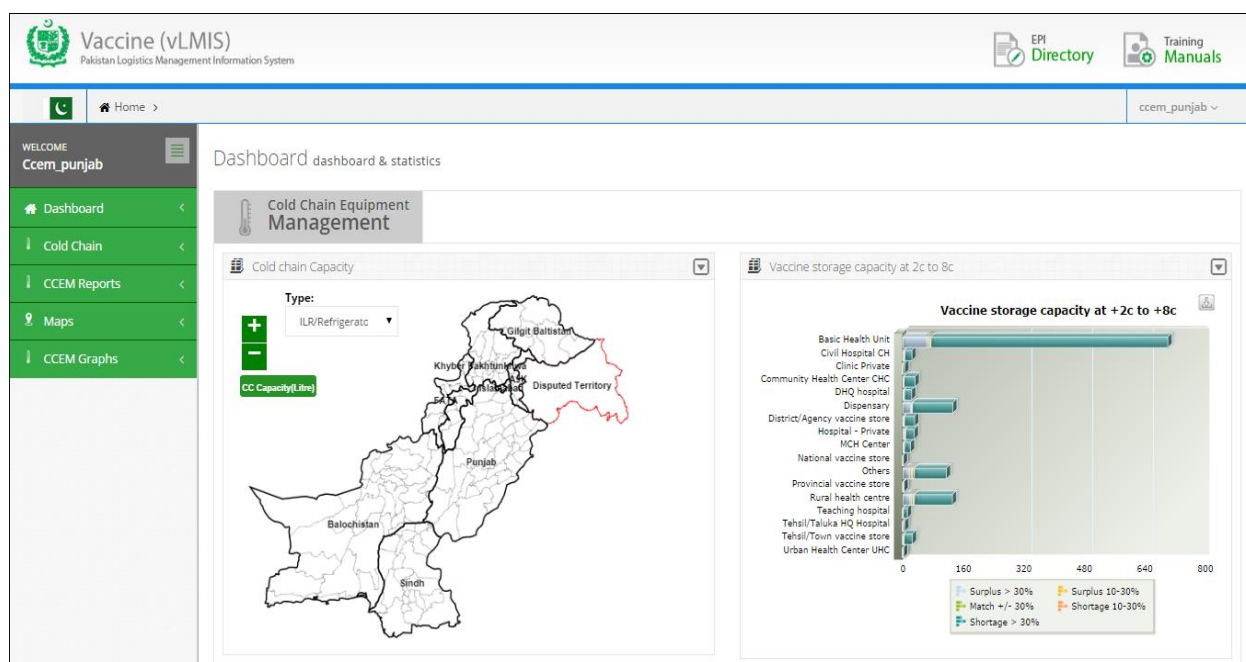 Vaccine (vLMIS)
Pakistan Logistics Management Information System
EPI
Directory
Training
Manuals
Home >
ccem_punjab
WELCOME
Ccem_punjab
Dashboard
Cold Chain
CCEM Reports
Maps
CCEM Graphs
Dashboard dashboard & statistics
Cold Chain Equipment
Management
Cold chain Capacity
Type:
ILR/Refrigeratc
CC Capacity(Litre)
Gilgit Baltistan
Khyber Pakhtunkhwa
AJK
Islamabad
Disputed Territory
FATA
Punjab
Balochistan
Sindh
Vaccine storage capacity at 2c to 8c
Vaccine storage capacity at +2c to +8c
Basic Health Unit
Civil Hospital CH
Clinic Private
Community Health Center CHC
DHQ hospital
Dispensary
District/Agency vaccine store
Hospital - Private
MCH Center
National vaccine store
Others
Provincial vaccine store
Rural health centre
Teaching hospital
Tehsil/Taluka HQ Hospital
Tehsil/Town vaccine store
Urban Health Center UHC
0 160 320 480 640 800
Surplus > 30% Surplus 10-30%
Match +/- 30% Shortage 10-30%
Shortage > 30%